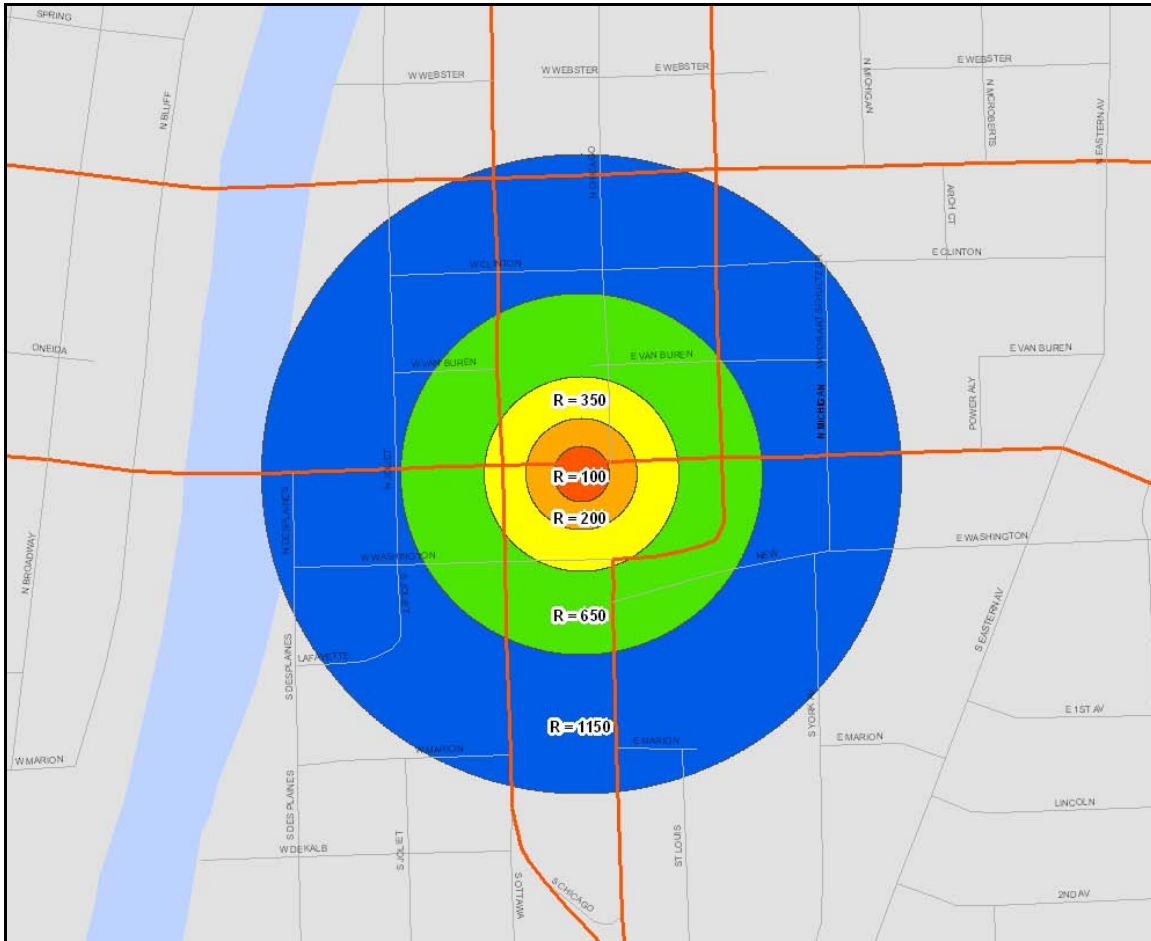 SPRING
N BLUFF
W WEBSTER
W WEBSTER
E WEBSTER
N MICHIGAN
E WEBSTER
N MCROBERTS
N EASTERN AV
N CHICAGO
ARCH CT
W CLINTON
E CLINTON
ONEIDA
W VAN BUREN
E VAN BUREN
E VAN BUREN
R = 350
POWER ALY
N MICHIGAN
N JOLIET
R = 100
N DESPLAINES
R = 200
N BROADWAY
W WASHINGTON
NEW
E WASHINGTON
R = 650
S EASTERN AV
LAFAYETTE
S DESPLAINES
R = 1150
E 1ST AV
W MARION
W MARION
E MARION
E MARION
S DES PLAINES
LINCOLN
W DEKALB
S JOLIET
ST LOUIS
S OTTAWA
S CHICAGO
2ND AV